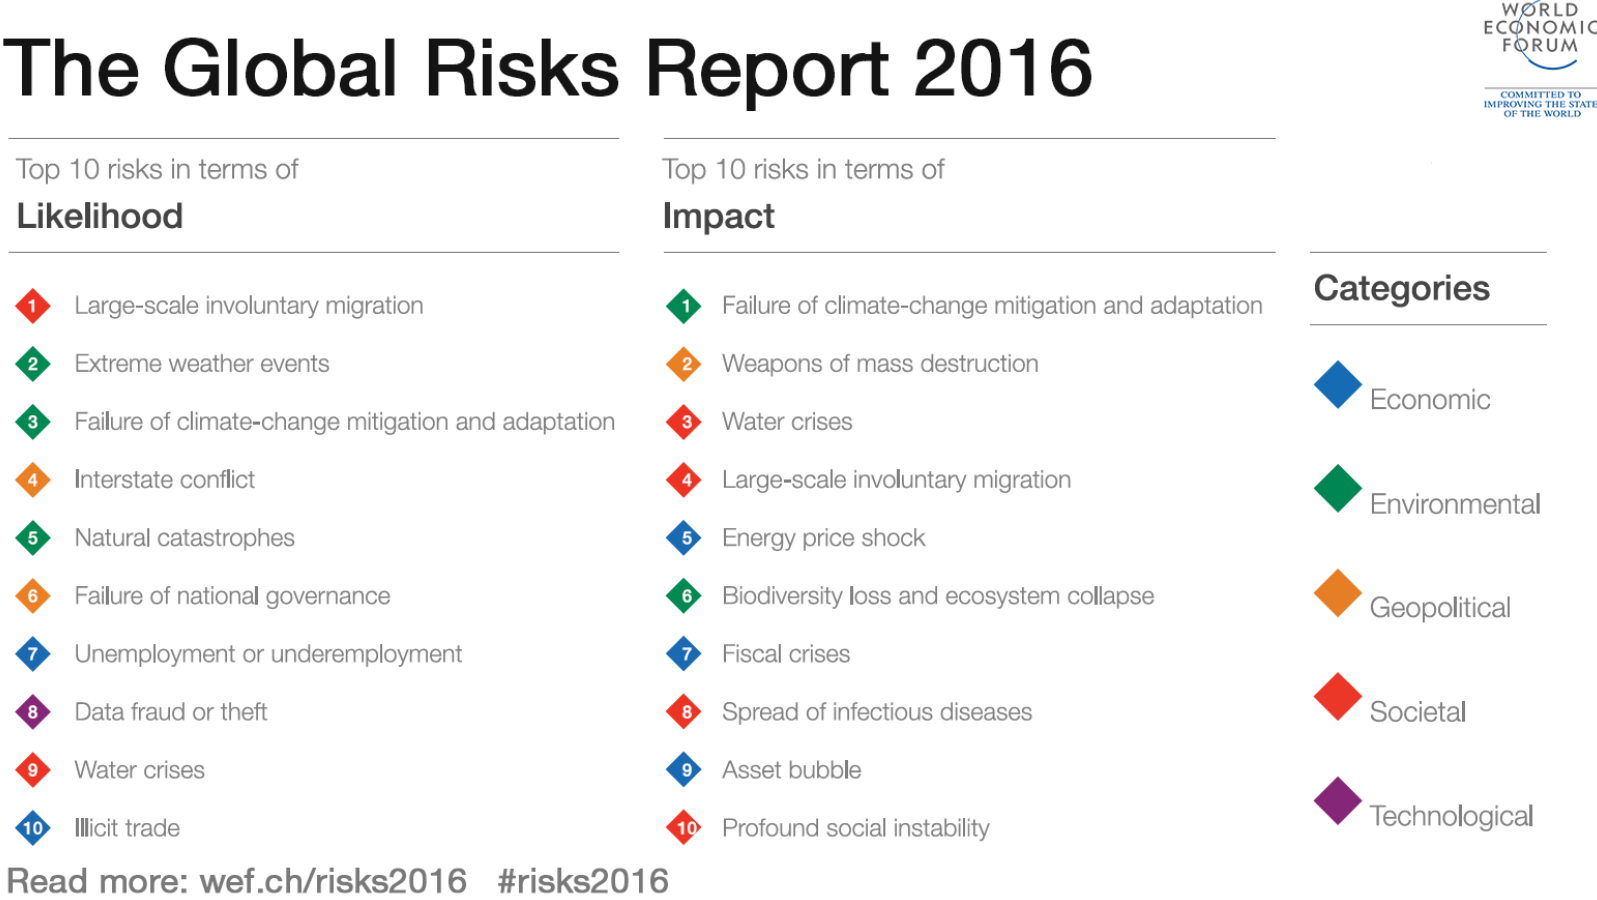 WORLD
ECONOMIC
FORUM
COMMITTED TO
IMPROVING THE STATE
OF THE WORLD
The Global Risks Report 2016
Top 10 risks in terms of
Likelihood
1 Large-scale involuntary migration
2 Extreme weather events
3 Failure of climate-change mitigation and adaptation
4 Interstate conflict
5 Natural catastrophes
6 Failure of national governance
7 Unemployment or underemployment
8 Data fraud or theft
9 Water crises
10 Illicit trade
Top 10 risks in terms of
Impact
1 Failure of climate-change mitigation and adaptation
2 Weapons of mass destruction
3 Water crises
4 Large-scale involuntary migration
5 Energy price shock
6 Biodiversity loss and ecosystem collapse
7 Fiscal crises
8 Spread of infectious diseases
9 Asset bubble
10 Profound social instability
Categories
Economic
Environmental
Geopolitical
Societal
Technological
Read more: wef.ch/risks2016 #risks2016